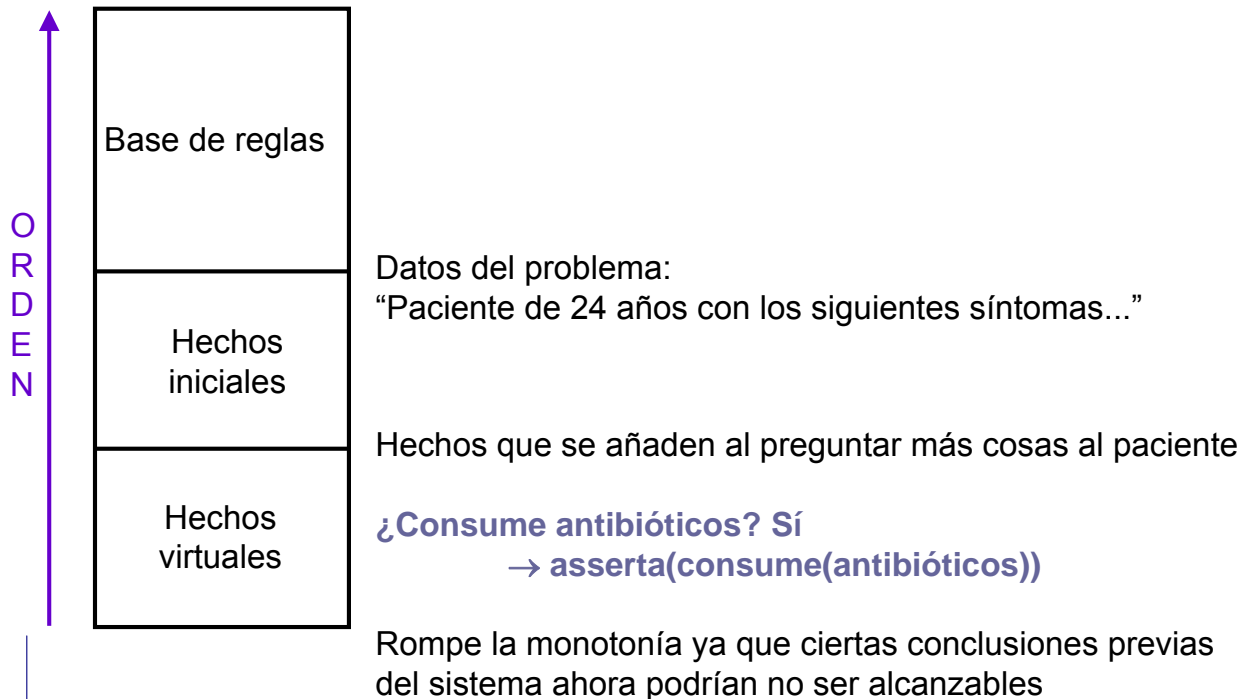 Base de reglas
ORDEN
Datos del problema:
“Paciente de 24 años con los siguientes síntomas...”
Hechos
iniciales
Hechos que se añaden al preguntar más cosas al paciente
Hechos
virtuales
¿Consume antibióticos? Sí
→ asserta(consume(antibióticos))
Rompe la monotonía ya que ciertas conclusiones previas
del sistema ahora podrían no ser alcanzables